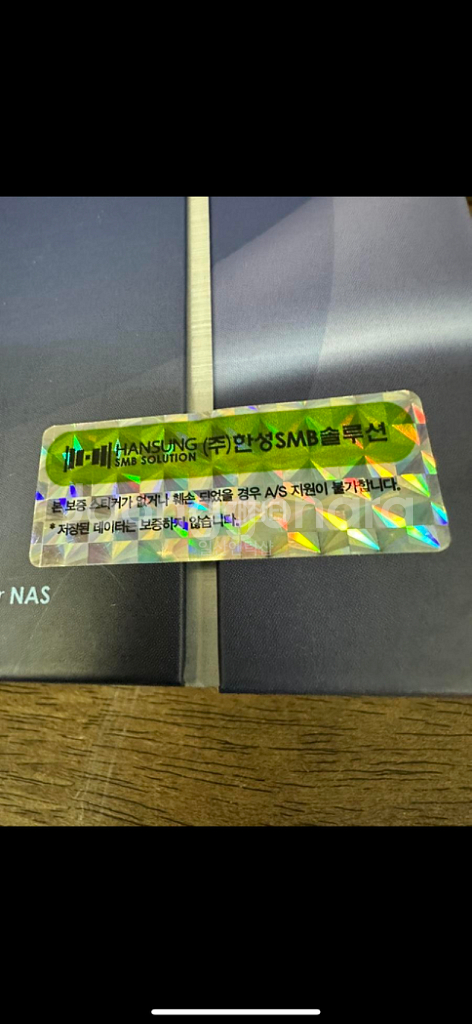 HANSUNG
SMB SOLUTION
(주)한성SMB솔루션
본 보증 스티커가 없거나 훼손 되었을 경우 A/S 지원이 불가합니다.
* 저장된 데이터는 보증하지 않습니다.
r NAS